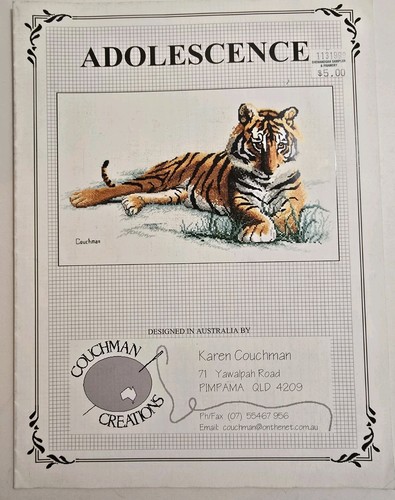 ADOLESCENCE
$5.00
Couchman
DESIGNED IN AUSTRALIA BY
COUCHMAN
CREATIONS
Karen Couchman
71 Yawalpah Road
PIMPAMA QLD 4209
Ph/Fax (07) 55467 956
Email: couchman@onthenet.com.au